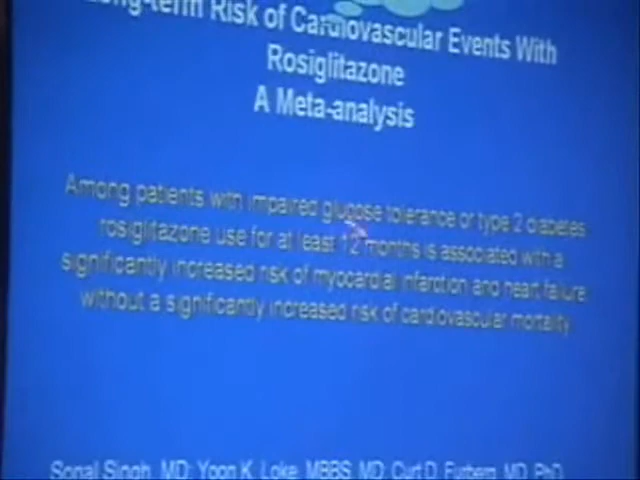 Long-term Risk of Cardiovascular Events With
Rosiglitazone
A Meta-analysis
Among patients with impaired glucose tolerance or type 2 diabetes
rosiglitazone use for at least 12 months is associated with a
significantly increased risk of myocardial infarction and heart failure
without a significantly increased risk of cardiovascular mortality.
Sonal Singh, MD; Yoon K. Loke, MBBS, MD; Curt D. Furberg, MD, PhD